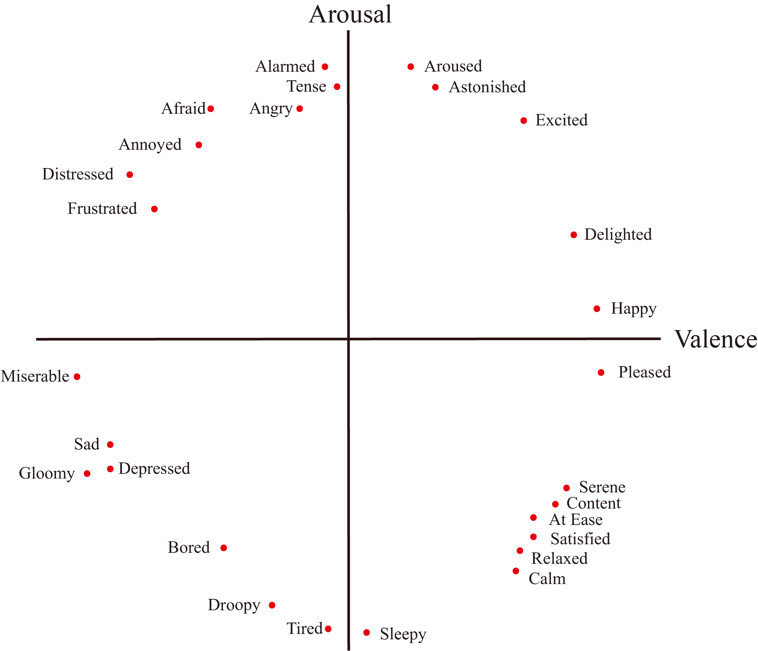 Arousal
Alarmed
Aroused
Tense
Astonished
Afraid
Angry
Excited
Annoyed
Distressed
Frustrated
Delighted
Happy
Valence
Miserable
Pleased
Sad
Gloomy
Depressed
Serene
Content
At Ease
Satisfied
Bored
Relaxed
Calm
Droopy
Tired
Sleepy